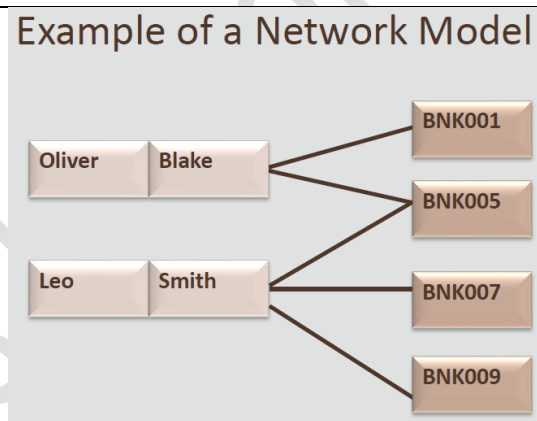 Example of a Network Model
BNK001
Oliver Blake
BNK005
Leo Smith
BNK007
BNK009